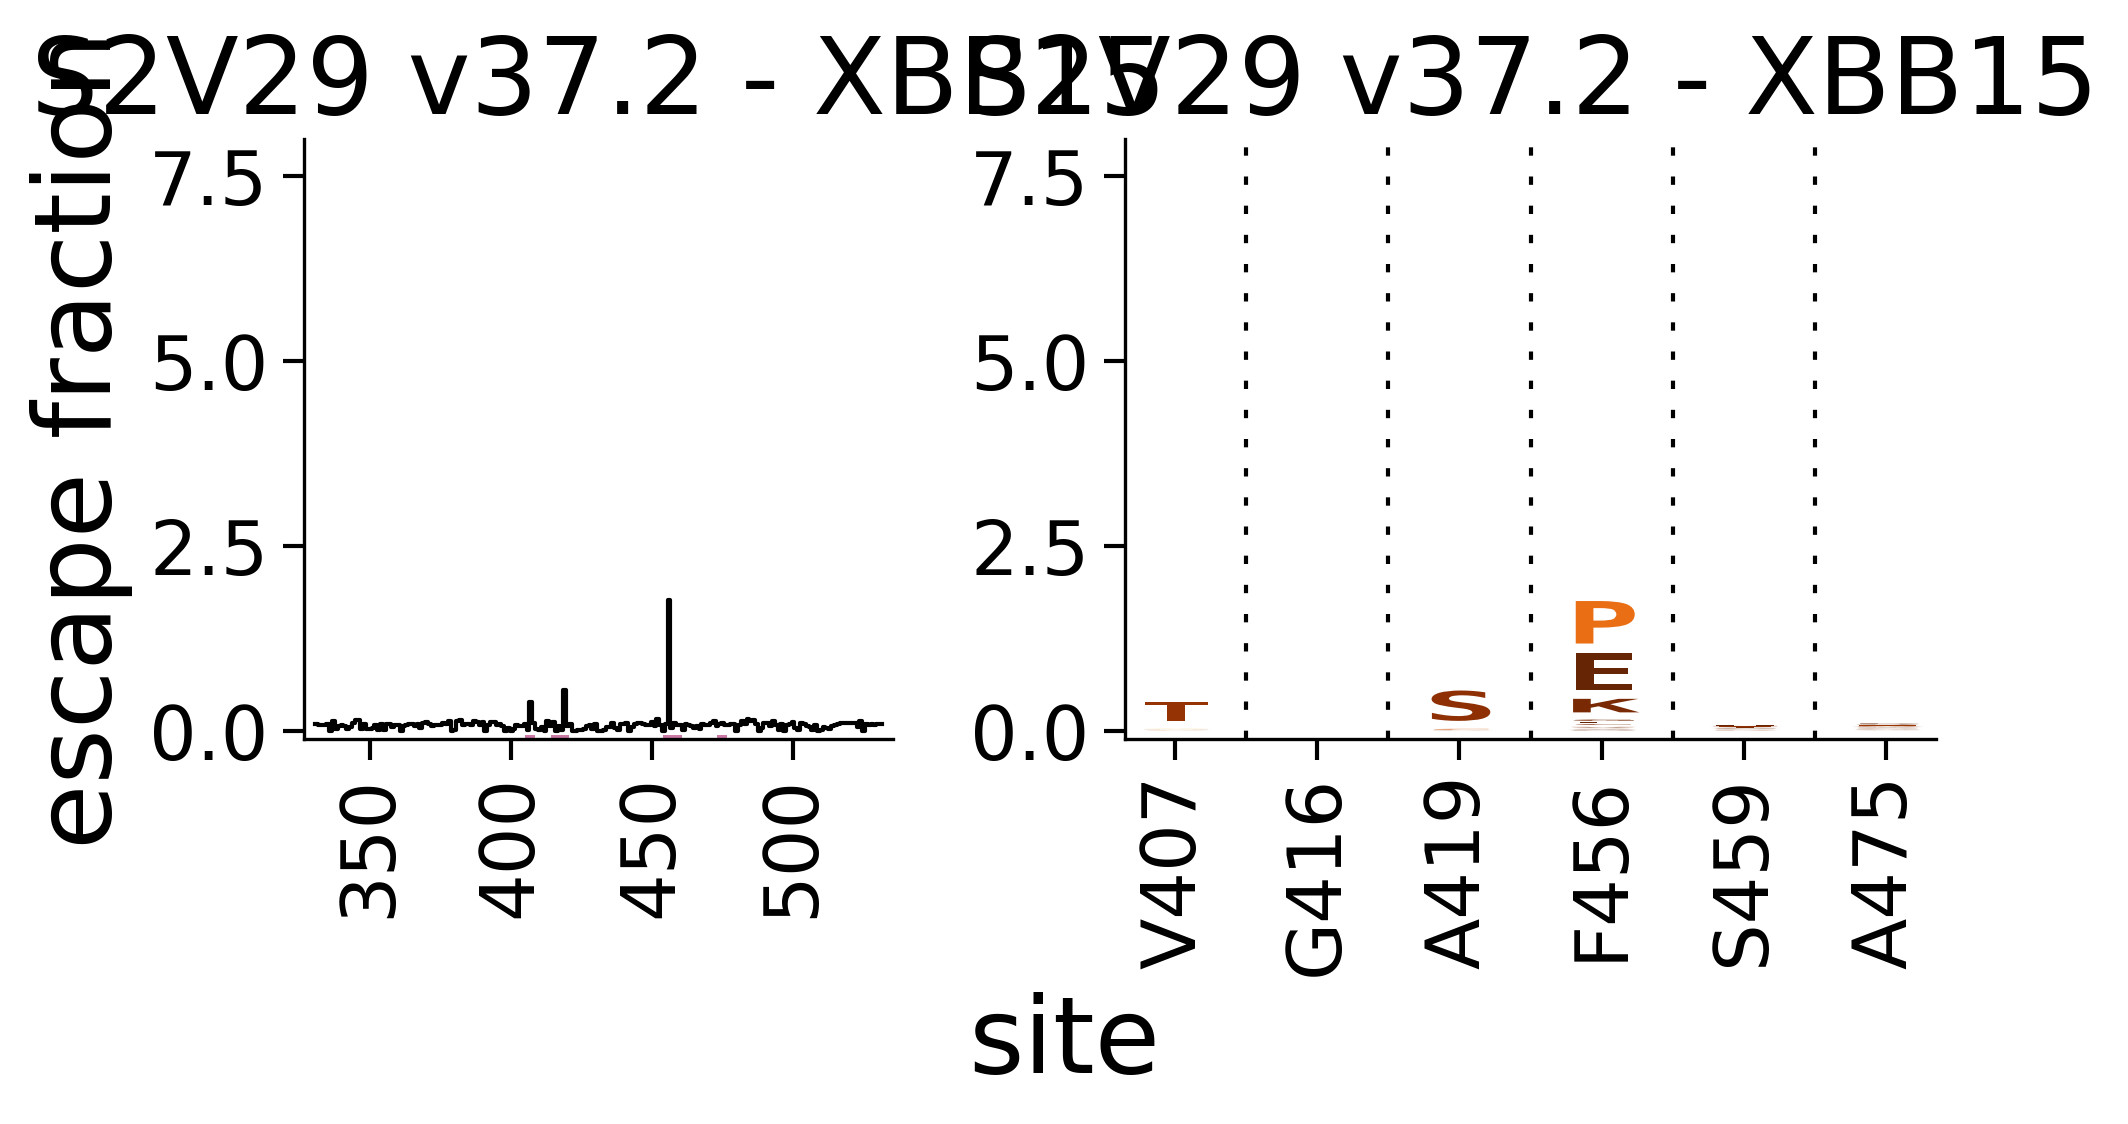 S2V29 v37.2 - XBB15
S2V29 v37.2 - XBB15
escape fraction
7.5
5.0
2.5
0.0
350
400
450
500
7.5
5.0
2.5
0.0
T
S
P
E
K
V407
G416
A419
F456
S459
A475
site